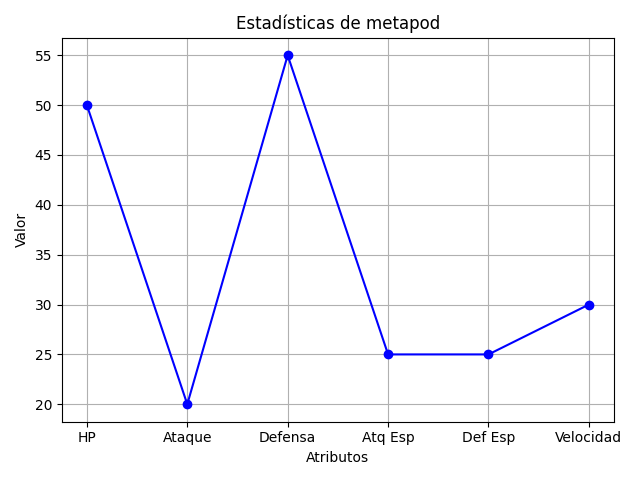 Estadísticas de metapod
Valor
55
50
45
40
35
30
25
20
HP Ataque Defensa Atq Esp Def Esp Velocidad
Atributos